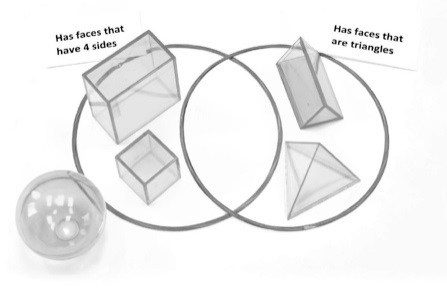 Has faces that
have 4 sides
Has faces that
are triangles